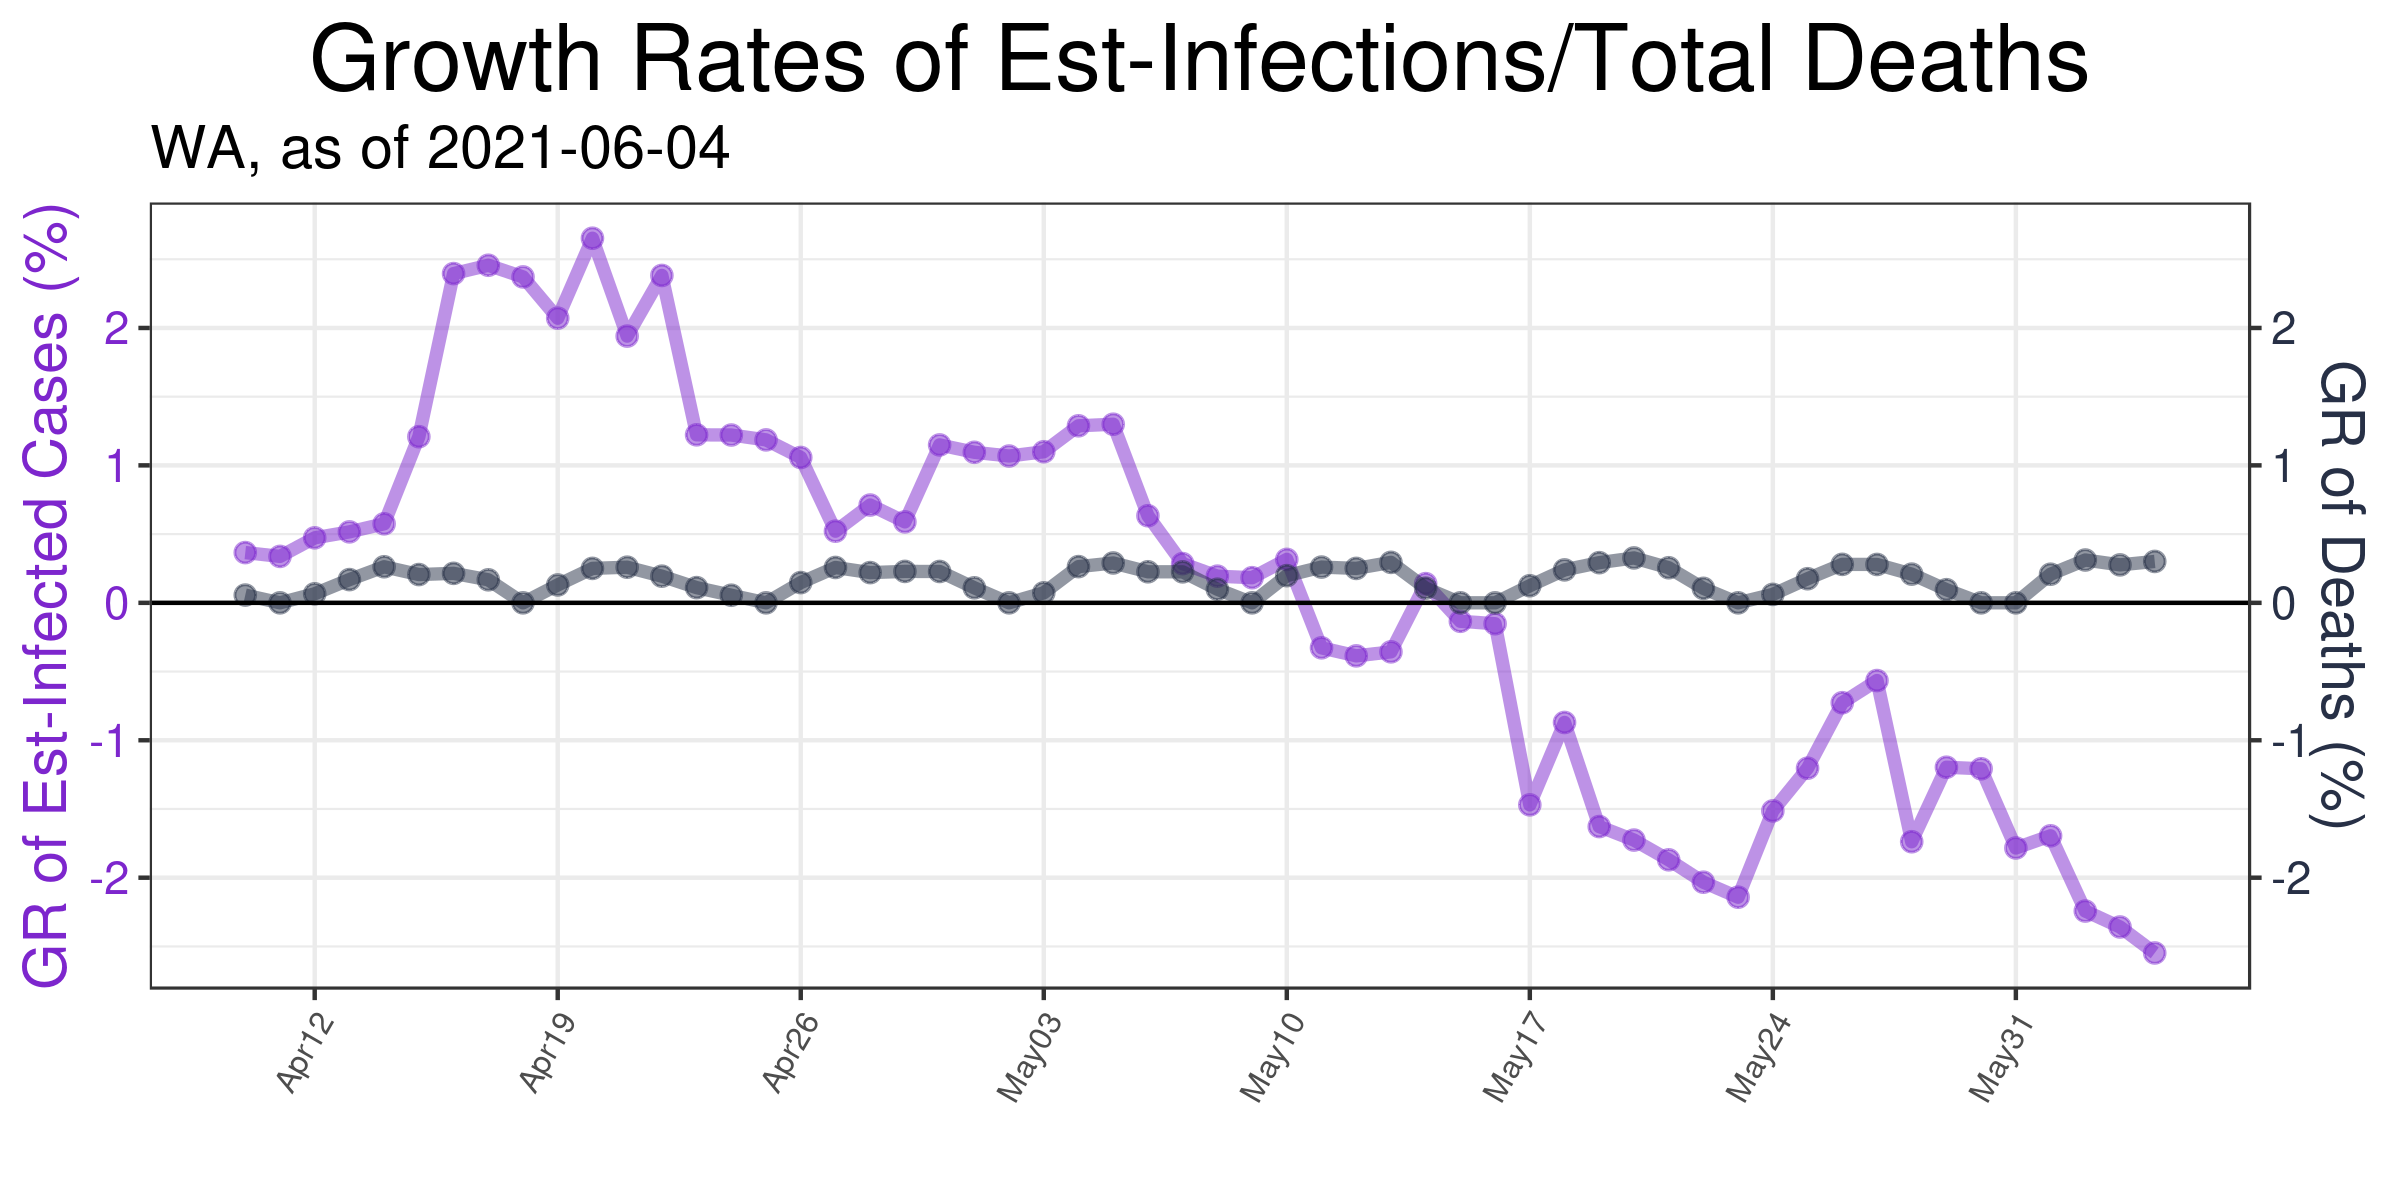 Growth Rates of Est-Infections/Total Deaths
WA, as of 2021-06-04
GR of Est-Infected Cases (%)
2
1
0
-1
-2
2
1
0
-1
-2
GR of Deaths (%)
Apr12
Apr19
Apr26
May03
May10
May17
May24
May31